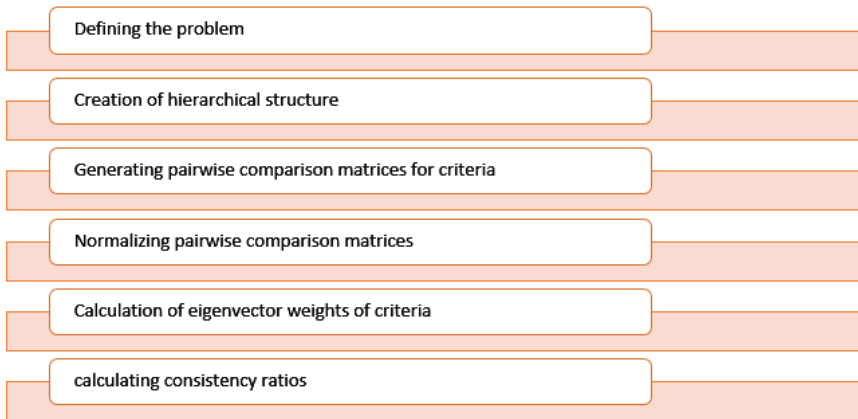 Defining the problem
Creation of hierarchical structure
Generating pairwise comparison matrices for criteria
Normalizing pairwise comparison matrices
Calculation of eigenvector weights of criteria
calculating consistency ratios